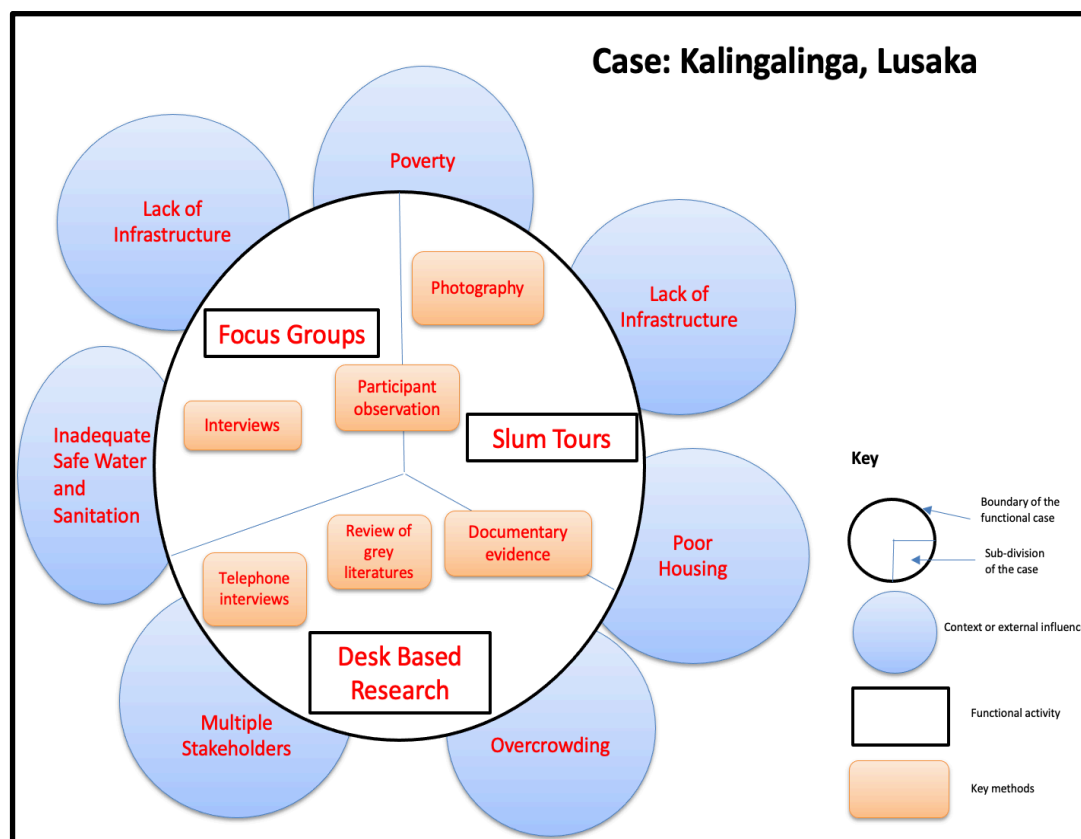 Case: Kalingalinga, Lusaka
Poverty
Lack of
Infrastructure
Lack of
Infrastructure
Photography
Focus Groups
Participant
observation
Interviews
Slum Tours
Inadequate
Safe Water
and
Sanitation
Key
Boundary of the
functional case
Sub-division
of the case
Review of
grey
literatures
Documentary
evidence
Poor
Housing
Telephone
interviews
Context or external influenc
Desk Based
Research
Multiple
Stakeholders
Overcrowding
Functional activity
Key methods